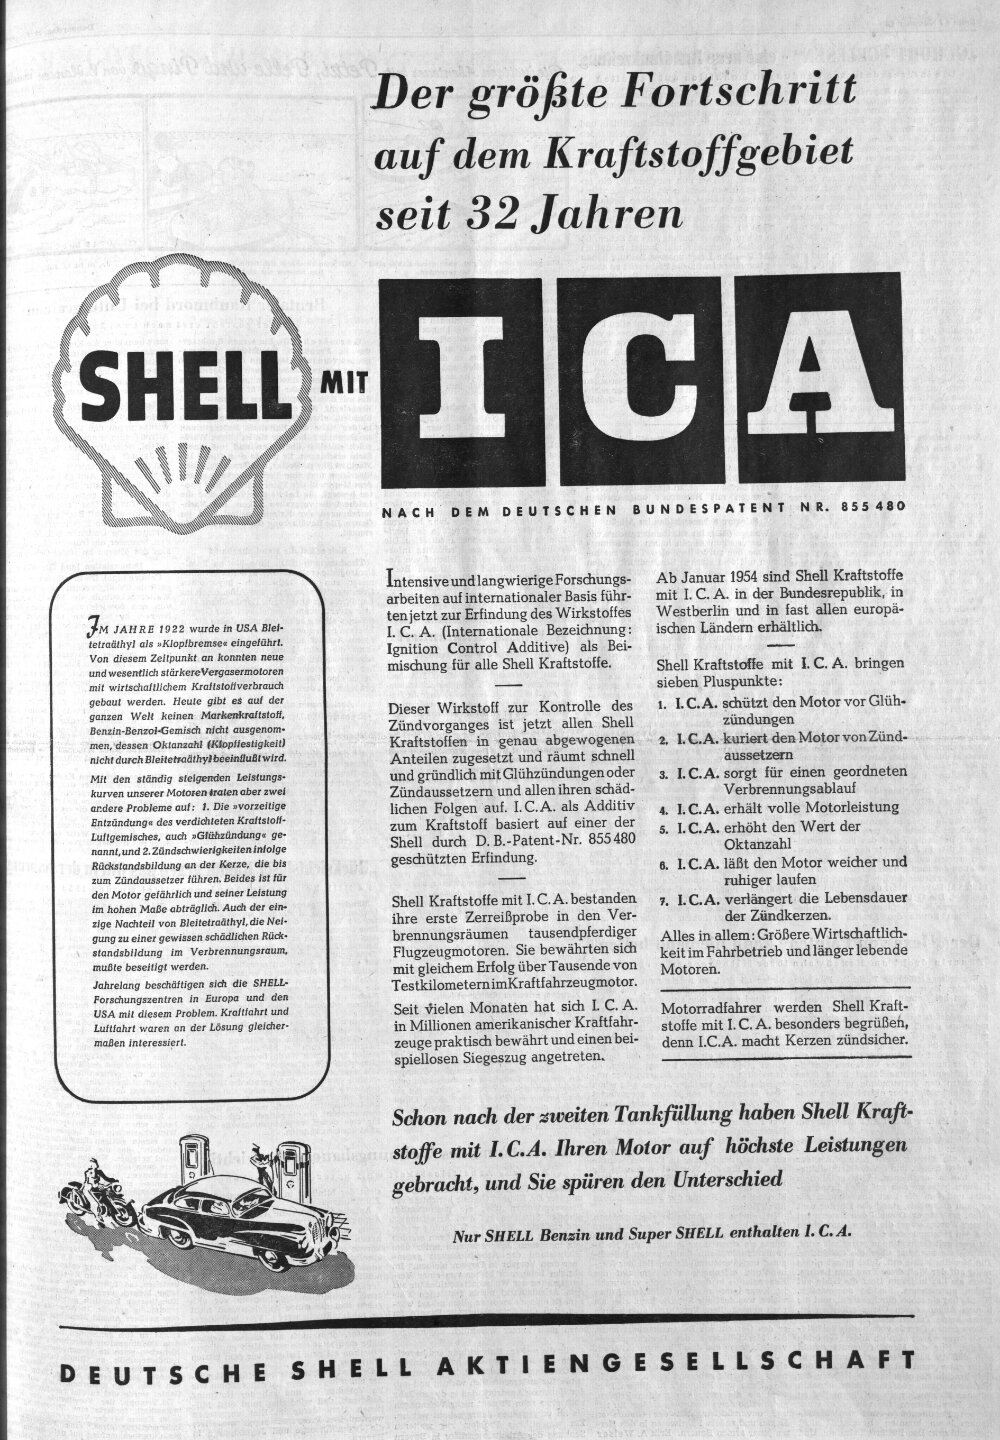 Der größte Fortschritt
auf dem Kraftstoffgebiet
seit 32 Jahren
SHELL
MIT
ICA
NACH DEM DEUTSCHEN BUNDESPATENT NR. 855 480
IM JAHRE 1922 wurde in USA Blei-
tetraäthyl als »Klopfbremse« eingeführt.
Von diesem Zeitpunkt an konnten neue
und wesentlich stärkere Vergasermotoren
mit wirtschaftlichem Kraftstoffverbrauch
gebaut werden. Heute gibt es auf der
ganzen Welt keinen Markenkraftstoff,
Benzin-Benzol-Gemisch nicht ausgenom-
men, dessen Oktanzahl (Klopffestigkeit)
nicht durch Bleitetraäthyl beeinflußt wird.
Mit den ständig steigenden Leistungs-
kurven unserer Motoren traten aber zwei
andere Probleme auf: 1. Die »vorzeitige
Entzündung« des verdichteten Kraftstoff-
Luftgemisches, auch »Glühzündung« ge-
nannt, und 2. Zündschwierigkeiten infolge
Rückstandsbildung an der Kerze, die bis
zum Zündaussetzer führen. Beides ist für
den Motor gefährlich und seiner Leistung
im hohen Maße abträglich. Auch der ein-
zige Nachteil von Bleitetraäthyl, die Nei-
gung zu einer gewissen schädlichen Rück-
standsbildung im Verbrennungsraum,
mußte beseitigt werden.
Jahrelang beschäftigen sich die SHELL-
Forschungszentren in Europa und den
USA mit diesem Problem. Kraftfahrt und
Luftfahrt waren an der Lösung gleicher-
maßen interessiert.
Intensive und langwierige Forschungs-
arbeiten auf internationaler Basis führ-
ten jetzt zur Erfindung des Wirkstoffes
I. C. A. (Internationale Bezeichnung:
Ignition Control Additive) als Bei-
mischung für alle Shell Kraftstoffe.
Dieser Wirkstoff zur Kontrolle des
Zündvorganges ist jetzt allen Shell
Kraftstoffen in genau abgewogenen
Anteilen zugesetzt und räumt schnell
und gründlich mit Glühzündungen oder
Zündaussetzern und allen ihren schäd-
lichen Folgen auf. I. C. A. als Additiv
zum Kraftstoff basiert auf einer der
Shell durch D. B.-Patent-Nr. 855 480
geschützten Erfindung.
Shell Kraftstoffe mit I. C. A. bestanden
ihre erste Zerreißprobe in den Ver-
brennungsräumen tausendpferdiger
Flugzeugmotoren. Sie bewährten sich
mit gleichem Erfolg über Tausende von
Testkilometern im Kraftfahrzeugmotor.
Seit vielen Monaten hat sich I. C. A.
in Millionen amerikanischer Kraftfahr-
zeuge praktisch bewährt und einen bei-
spiellosen Siegeszug angetreten.
Ab Januar 1954 sind Shell Kraftstoffe
mit I. C. A. in der Bundesrepublik, in
Westberlin und in fast allen europä-
ischen Ländern erhältlich.
Shell Kraftstoffe mit I. C. A. bringen
sieben Pluspunkte:
1. I. C. A. schützt den Motor vor Glüh-
zündungen
2. I. C. A. kuriert den Motor von Zünd-
aussetzern
3. I. C. A. sorgt für einen geordneten
Verbrennungsablauf
4. I. C. A. erhält volle Motorleistung
5. I. C. A. erhöht den Wert der
Oktanzahl
6. I. C. A. läßt den Motor weicher und
ruhiger laufen
7. I. C. A. verlängert die Lebensdauer
der Zündkerzen.
Alles in allem: Größere Wirtschaftlich-
keit im Fahrbetrieb und länger lebende
Motoren.
Motorradfahrer werden Shell Kraft-
stoffe mit I. C. A. besonders begrüßen,
denn I.C.A. macht Kerzen zündsicher.
Schon nach der zweiten Tankfüllung haben Shell Kraft-
stoffe mit I. C. A. Ihren Motor auf höchste Leistungen
gebracht, und Sie spüren den Unterschied
Nur SHELL Benzin und Super SHELL enthalten I. C. A.
DEUTSCHE SHELL AKTIENGESELLSCHAFT